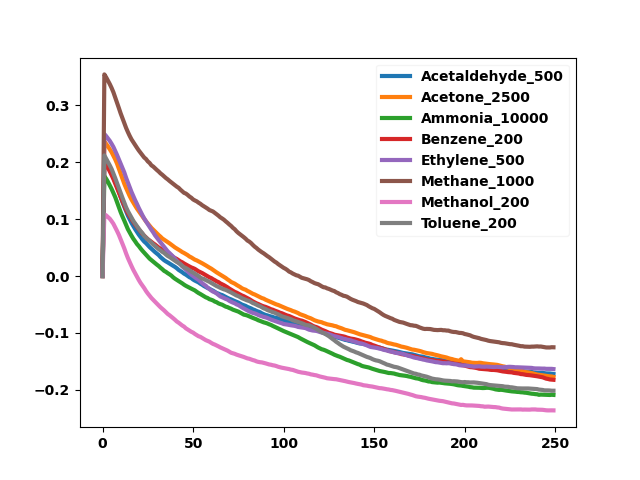 Acetaldehyde_500
Acetone_2500
Ammonia_10000
Benzene_200
Ethylene_500
Methane_1000
Methanol_200
Toluene_200
0.3
0.2
0.1
0.0
−0.1
−0.2
0 50 100 150 200 250